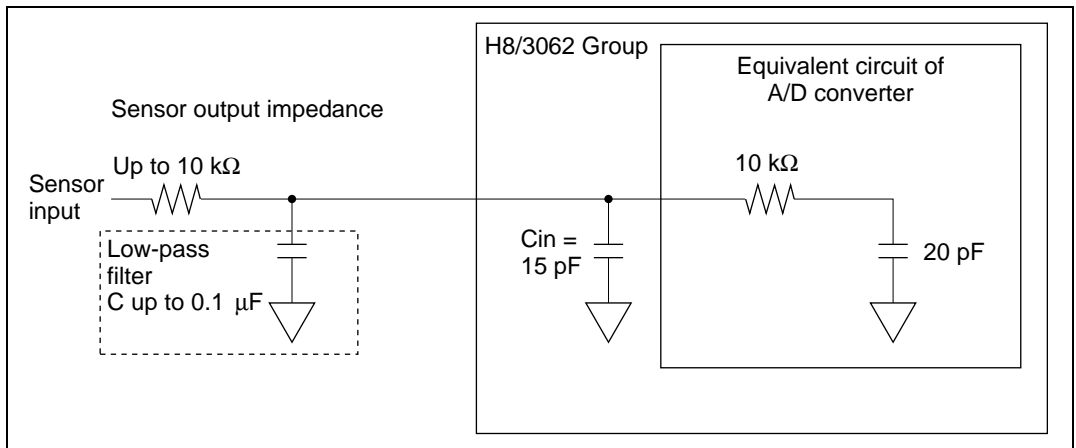 H8/3062 Group
Equivalent circuit of
A/D converter
Sensor output impedance
Up to 10 kΩ
10 kΩ
Sensor
input
Low-pass
filter
C up to 0.1 μF
Cin =
15 pF
20 pF